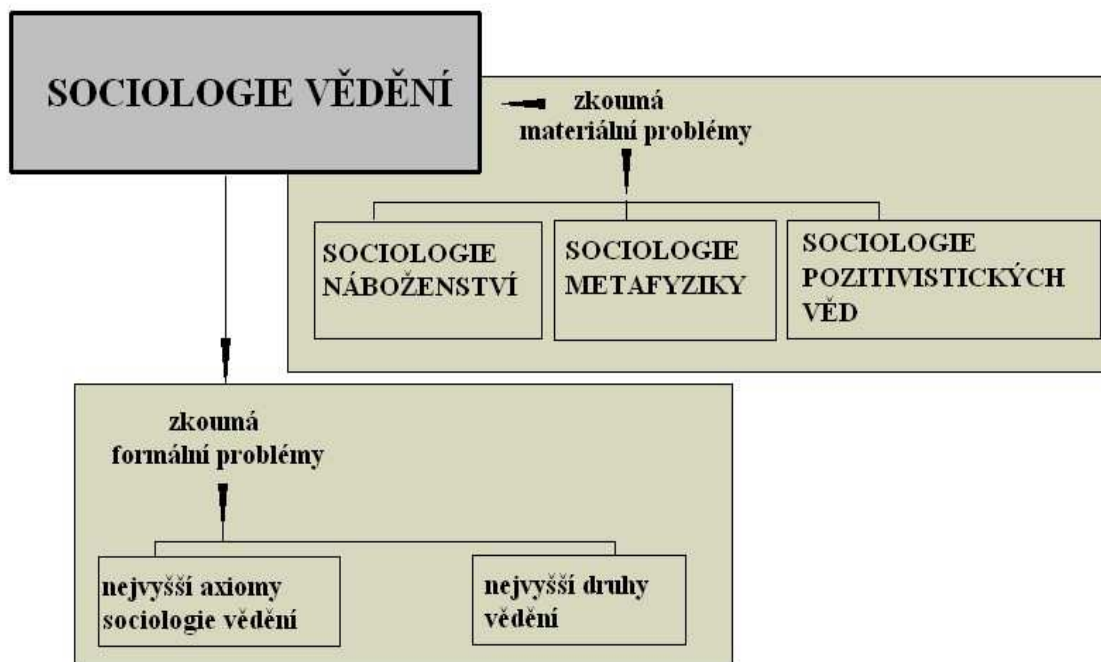 SOCIOLOGIE VĚDĚNÍ
zkoumá
materiální problémy
SOCIOLOGIE
NÁBOŽENSTVÍ
SOCIOLOGIE
METAFYZIKY
SOCIOLOGIE
POZITIVISTICKÝCH
VĚD
zkoumá
formální problémy
nejvyšší axiomy
sociologie vědění
nejvyšší druhy
vědění